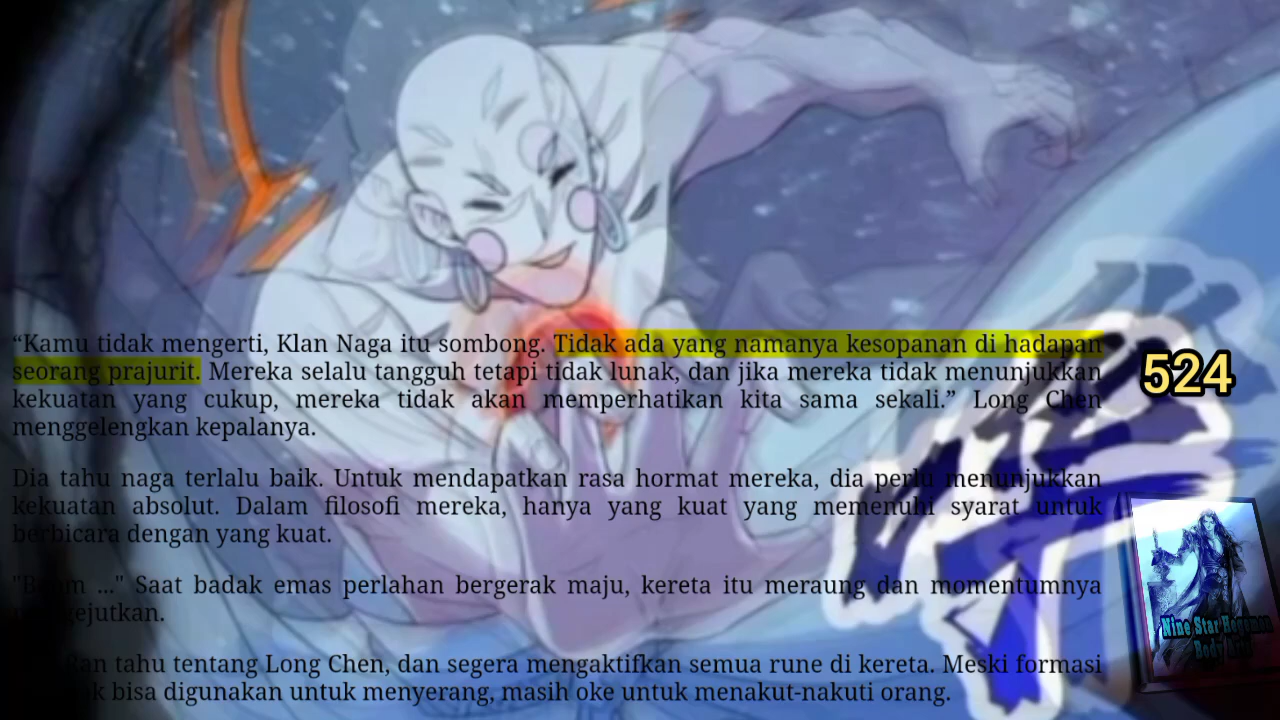 “Kamu tidak mengerti, Klan Naga itu sombong. Tidak ada yang namanya kesopanan di hadapan
seorang prajurit. Mereka selalu tangguh tetapi tidak lunak, dan jika mereka tidak menunjukkan
kekuatan yang cukup, mereka tidak akan memperhatikan kita sama sekali.” Long Chen
menggelengkan kepalanya.
Dia tahu naga terlalu baik. Untuk mendapatkan rasa hormat mereka, dia perlu menunjukkan
kekuatan absolut. Dalam filosofi mereka, hanya yang kuat yang memenuhi syarat untuk
berbicara dengan yang kuat.
"Boom ..." Saat badak emas perlahan bergerak maju, kereta itu meraung dan momentumnya
tahu tentang Long Chen, dan segera mengaktifkan semua rune di kereta. Meski formasi
bisa digunakan untuk menyerang, masih oke untuk menakut-nakuti orang.
524
Nine Star Hegemon
Body Arts